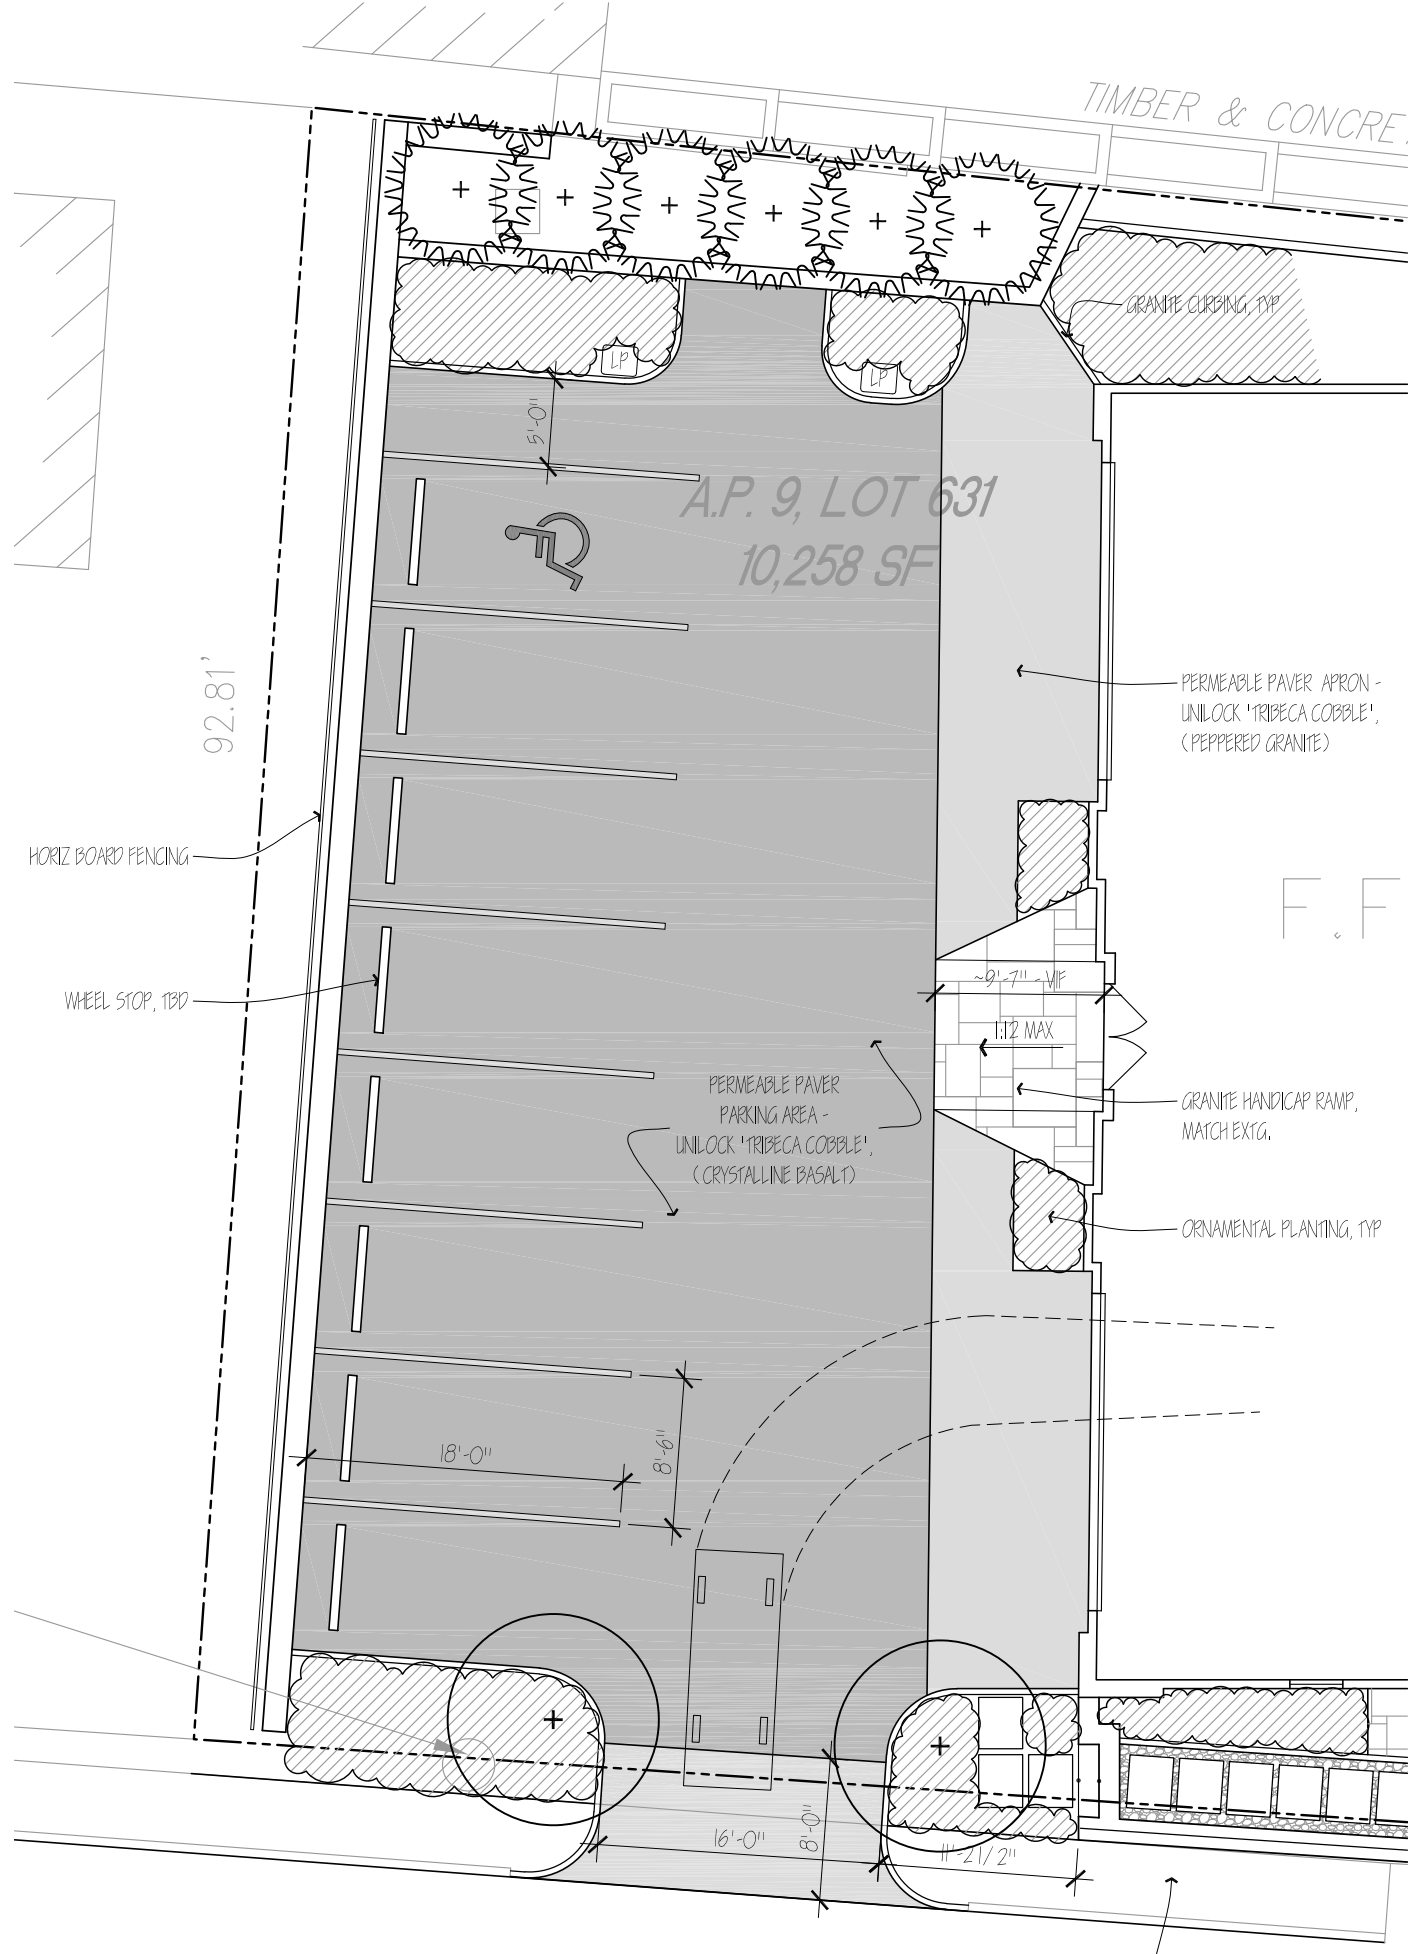 TIMBER & CONCRE
GRANITE CURBING, TYP
LP
LP
5'-0"
A.P. 9, LOT 631
10,258 SF
92.81'
PERMEABLE PAVER APRON -
UNILOCK 'TRIBECA COBBLE',
(PEPPERED GRANITE)
HORIZ BOARD FENCING
F.F
WHEEL STOP, TBD
~9'-7" - VIF
1:12 MAX
PERMEABLE PAVER
PARKING AREA -
UNILOCK 'TRIBECA COBBLE',
(CRYSTALLINE BASALT)
GRANITE HANDICAP RAMP,
MATCH EXTG.
ORNAMENTAL PLANTING, TYP
18'-0"
8'-6"
16'-0"
8'-0"
11'-2 1/2"